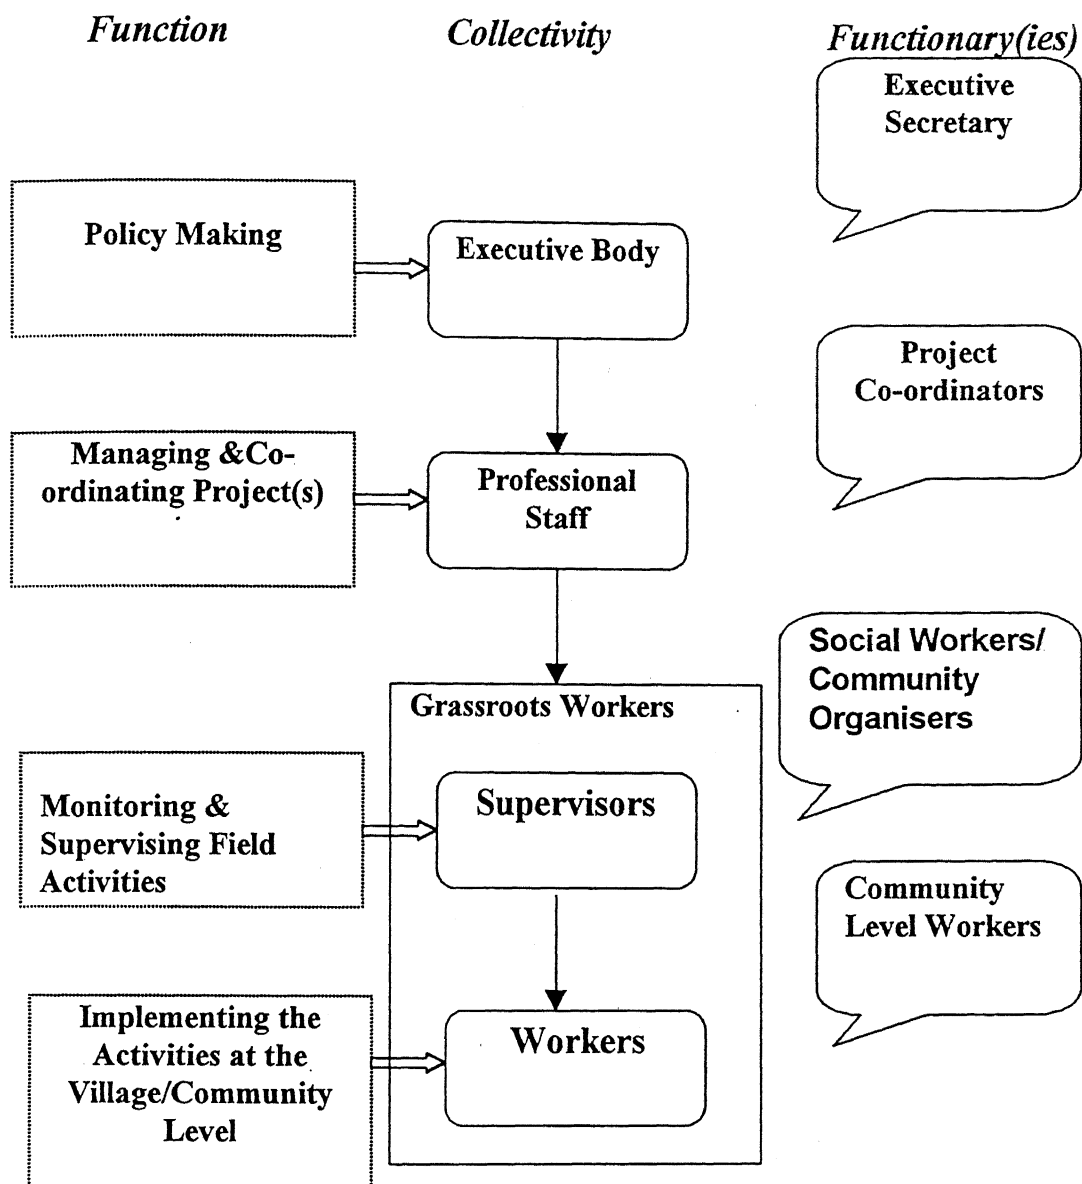 Function
Collectivity
Functionary(ies)
Executive
Secretary
Policy Making
Executive Body
Project
Co-ordinators
Managing &Co-
ordinating Project(s)
Professional
Staff
Social Workers/
Community
Organisers
Grassroots Workers
Monitoring &
Supervising Field
Activities
Supervisors
Community
Level Workers
Implementing the
Activities at the
Village/Community
Level
Workers